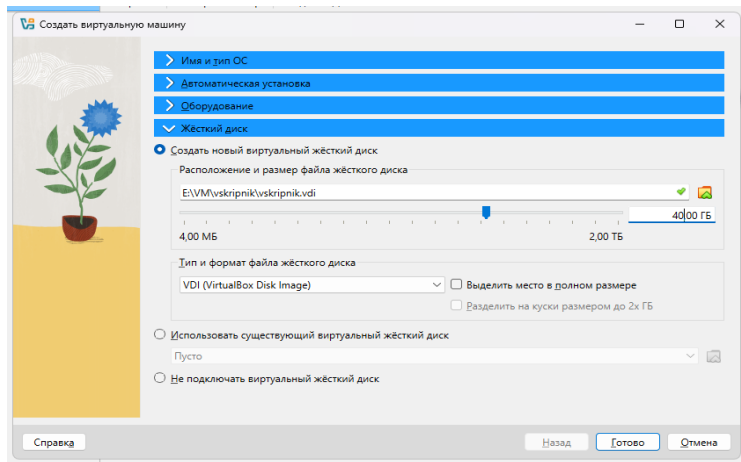 Создать виртуальную машину
Имя и тип ОС
Автоматическая установка
Оборудование
Жёсткий диск
Создать новый виртуальный жёсткий диск
Расположение и размер файла жёсткого диска
E:\VM\vskripnik\vskripnik.vdi
40,00 ГБ
4,00 МБ 2,00 ТБ
Тип и формат файла жёсткого диска
VDI (VirtualBox Disk Image) Выделить место в полном размере
Разделить на куски размером до 2х ГБ
Использовать существующий виртуальный жёсткий диск
Пусто
Не подключать виртуальный жёсткий диск
Справка Назад Готово Отмена